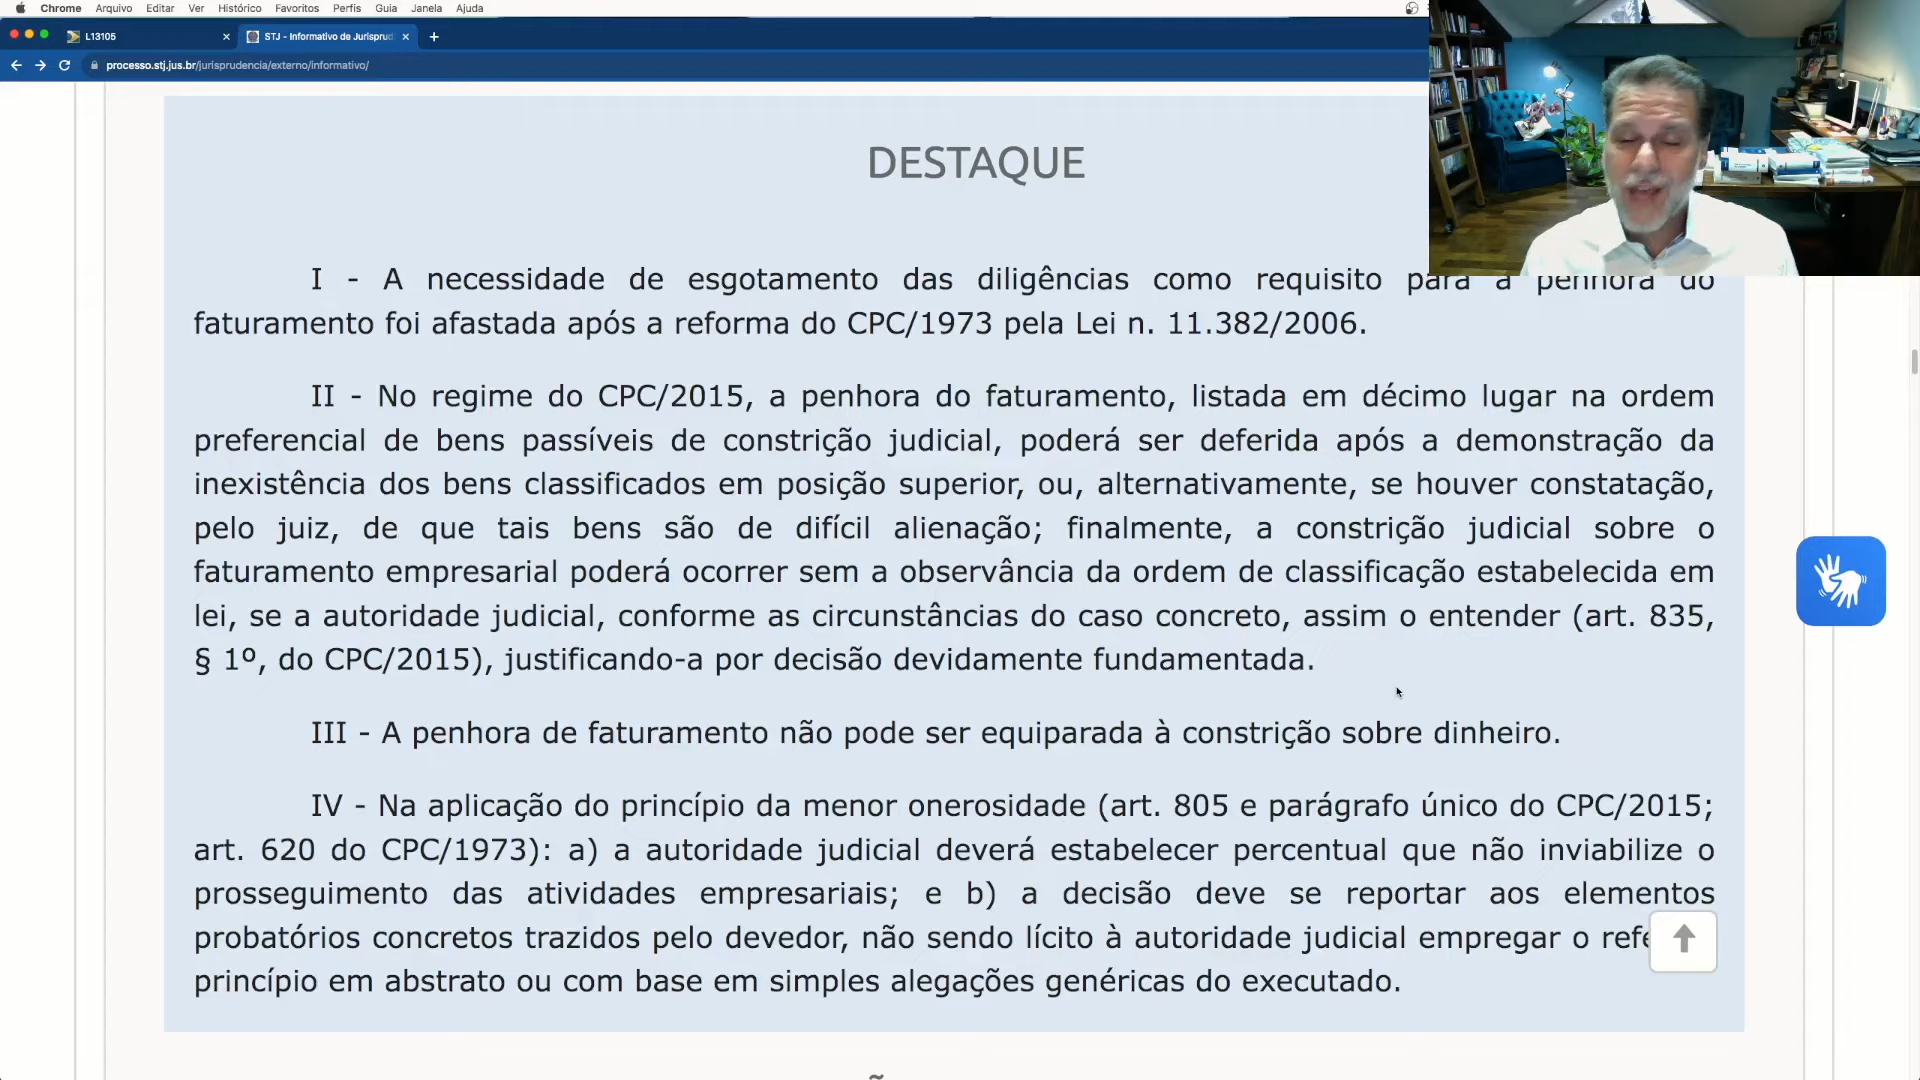 Chrome Arquivo Editar Ver Histórico Favoritos Perfis Guia Janela Ajuda
L13105
STJ - Informativo de Jurisprud
processo.stj.jus.br/jurisprudencia/externo/informativo/
DESTAQUE
I - A necessidade de esgotamento das diligências como requisito para a penhora do
faturamento foi afastada após a reforma do CPC/1973 pela Lei n. 11.382/2006.
II - No regime do CPC/2015, a penhora do faturamento, listada em décimo lugar na ordem
preferencial de bens passíveis de constrição judicial, poderá ser deferida após a demonstração da
inexistência dos bens classificados em posição superior, ou, alternativamente, se houver constatação,
pelo juiz, de que tais bens são de difícil alienação; finalmente, a constrição judicial sobre o
faturamento empresarial poderá ocorrer sem a observância da ordem de classificação estabelecida em
lei, se a autoridade judicial, conforme as circunstâncias do caso concreto, assim o entender (art. 835,
§ 1º, do CPC/2015), justificando-a por decisão devidamente fundamentada.
III - A penhora de faturamento não pode ser equiparada à constrição sobre dinheiro.
IV - Na aplicação do princípio da menor onerosidade (art. 805 e parágrafo único do CPC/2015;
art. 620 do CPC/1973): a) a autoridade judicial deverá estabelecer percentual que não inviabilize o
prosseguimento das atividades empresariais; e b) a decisão deve se reportar aos elementos
probatórios concretos trazidos pelo devedor, não sendo lícito à autoridade judicial empregar o refe
princípio em abstrato ou com base em simples alegações genéricas do executado.